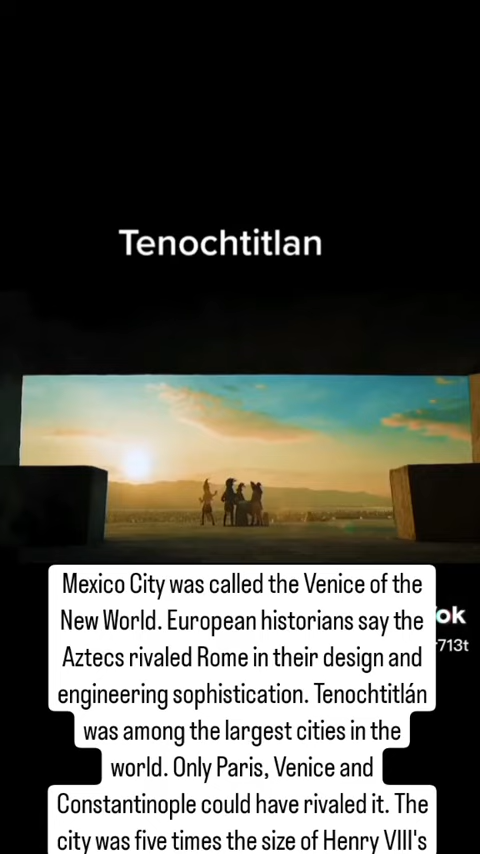 Tenochtitlan
Mexico City was called the Venice of the
New World. European historians say the
Aztecs rivaled Rome in their design and
engineering sophistication. Tenochtitlán
was among the largest cities in the
world. Only Paris, Venice and
Constantinople could have rivaled it. The
city was five times the size of Henry VIII's
ok
713t